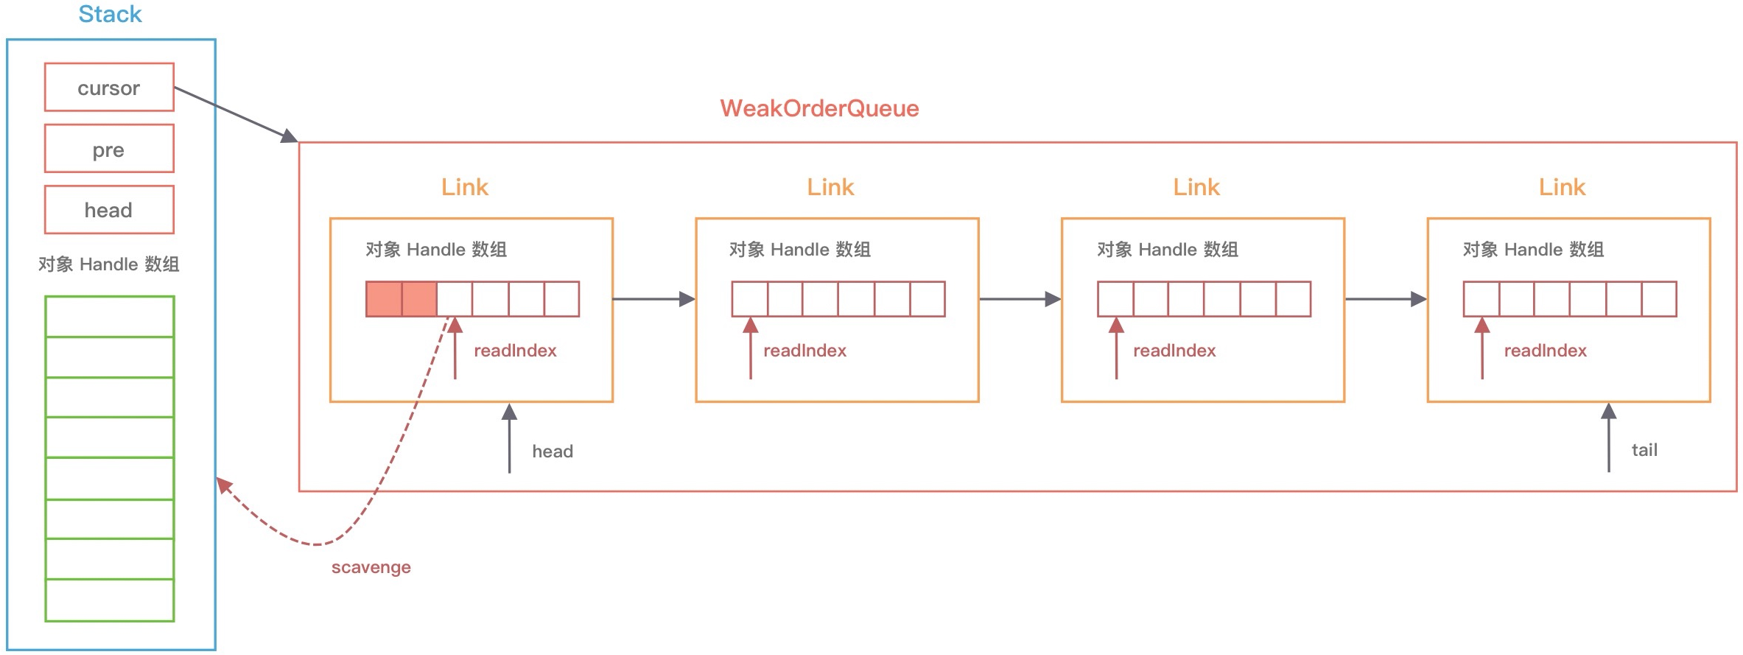 Stack
cursor
pre
head
对象 Handle 数组
WeakOrderQueue
Link
对象 Handle 数组
readIndex
head
Link
对象 Handle 数组
readIndex
Link
对象 Handle 数组
readIndex
Link
对象 Handle 数组
readIndex
tail
scavenge